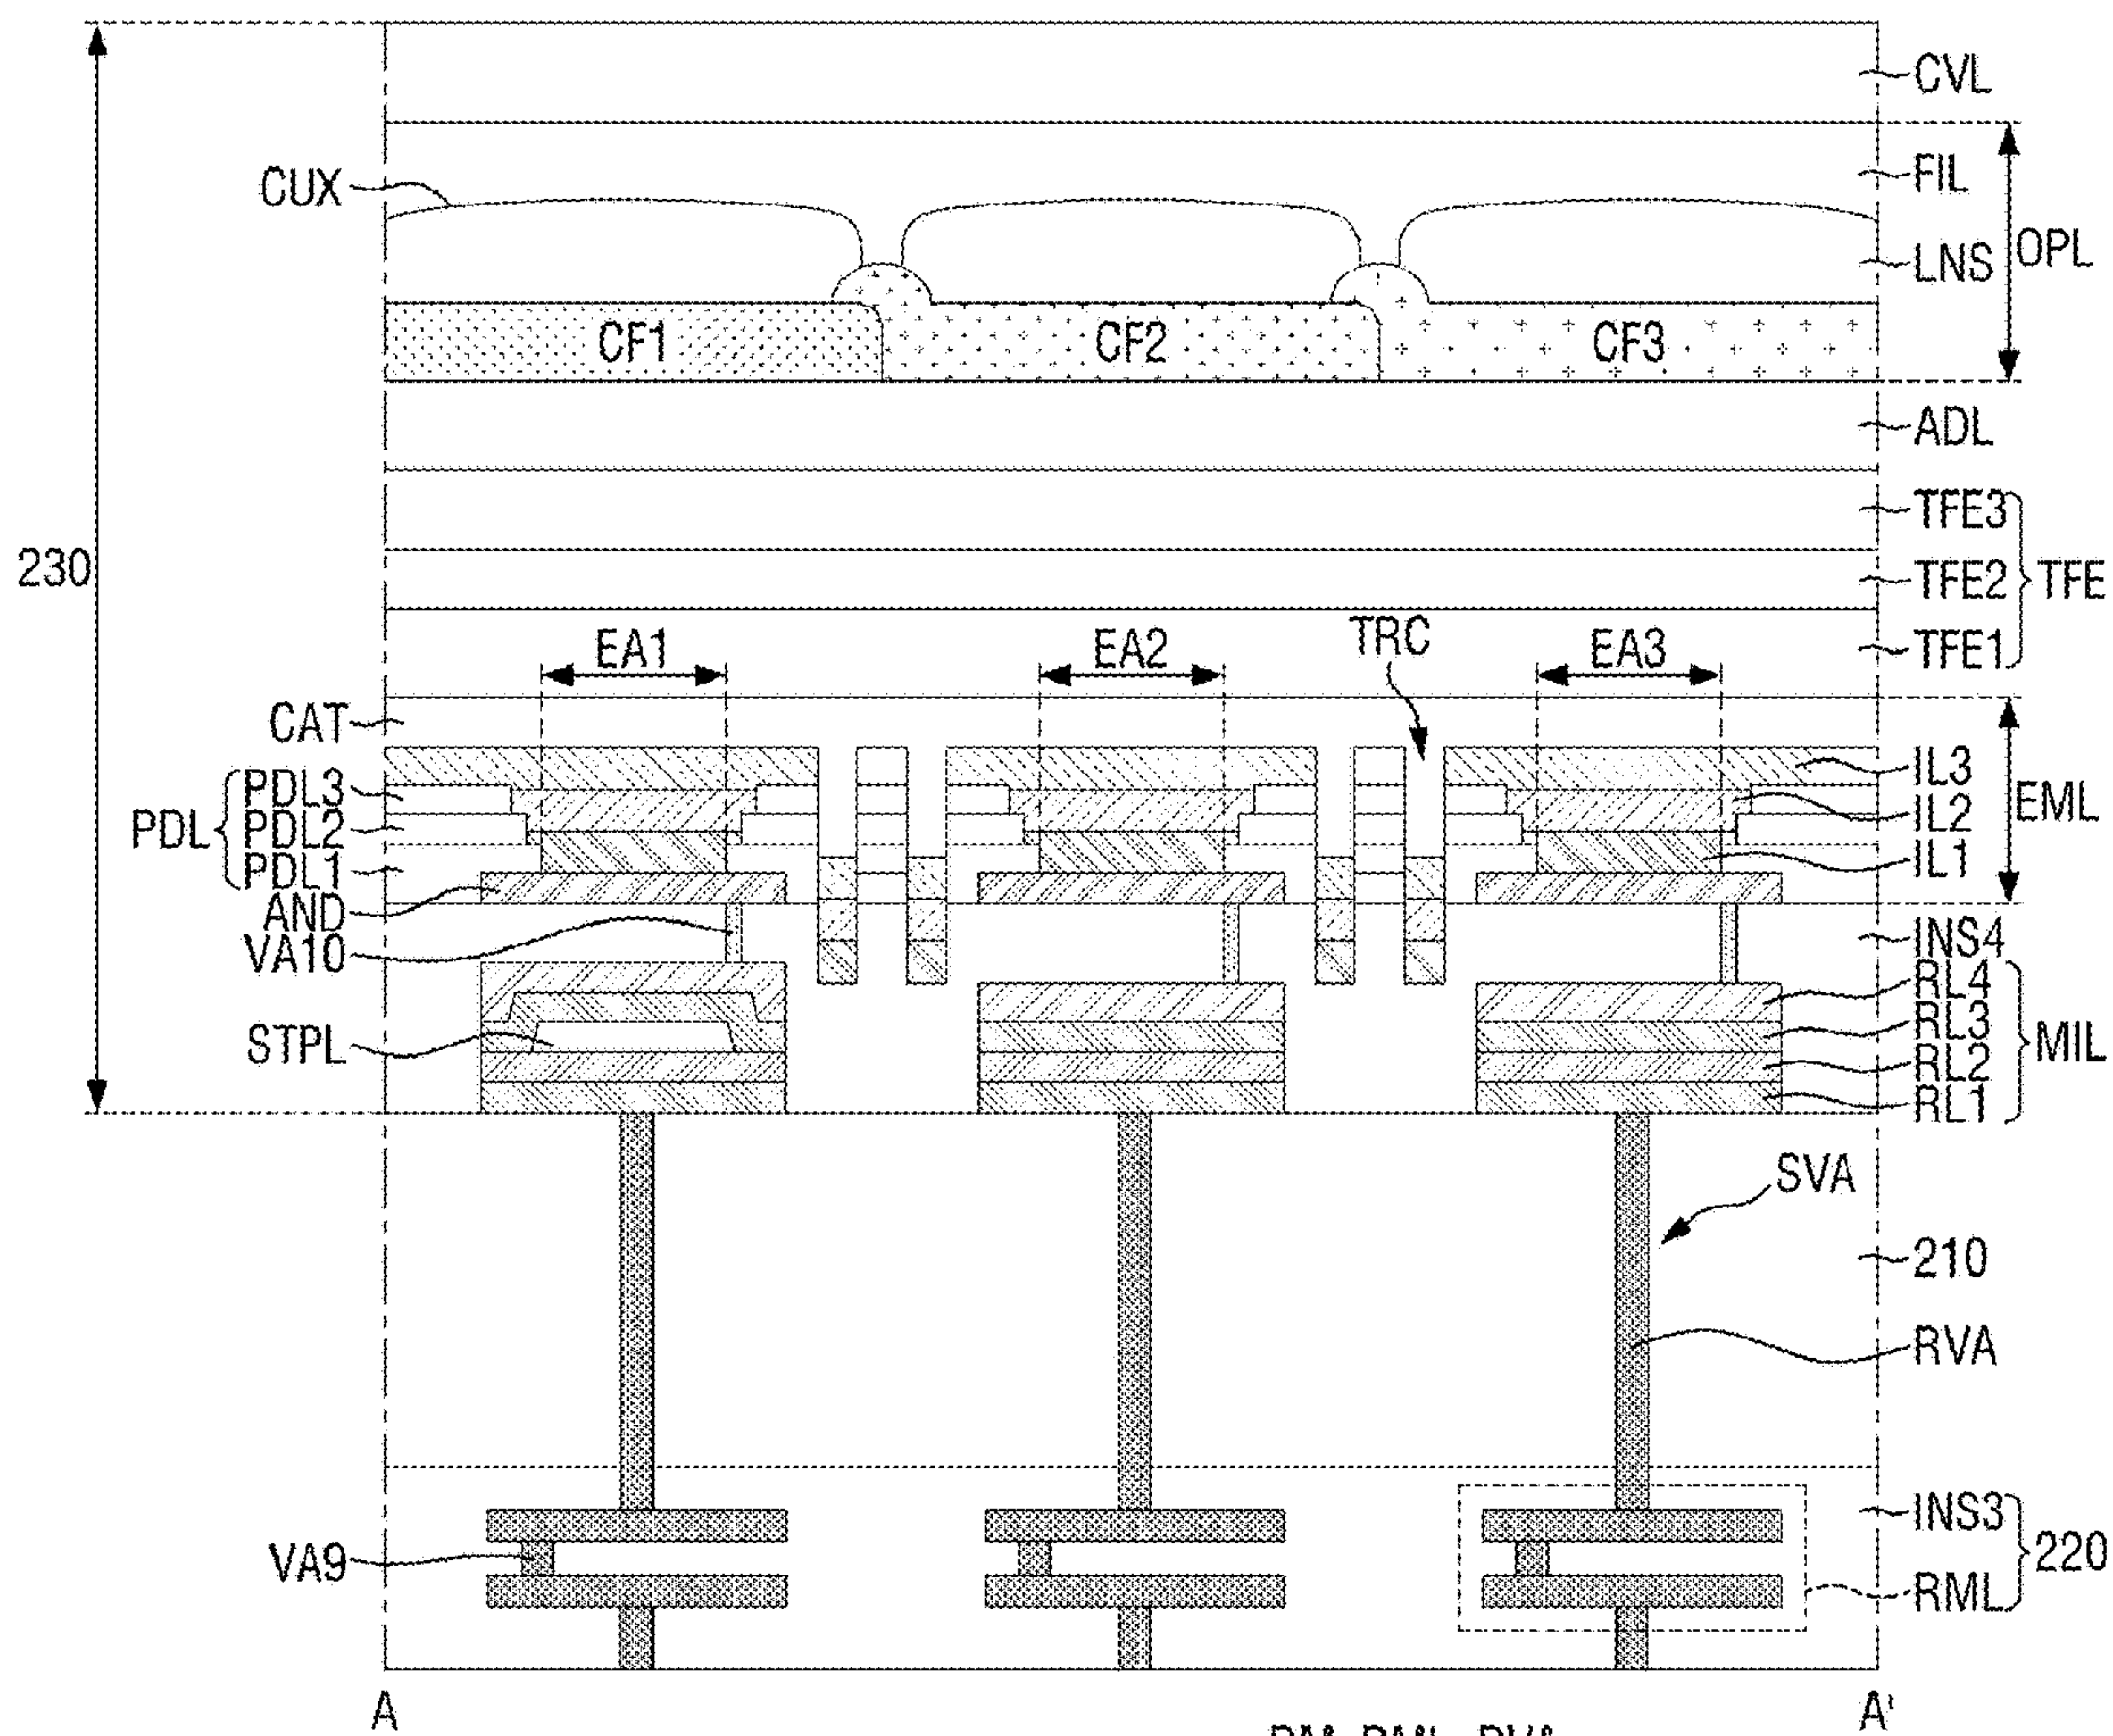 CVL
CUX
FIL
LNS
OPL
CF1 CF2 CF3
ADL
230
TFE3
TFE2
TFE1
TFE
EA1 EA2 TRC EA3
CAT
PDL
PDL3
PDL2
PDL1
AND
VA10
IL3
IL2
IL1
EML
INS4
STPL
RL4
RL3
RL2
RL1
MIL
SVA
210
RVA
VA9
INS3
RML
220
A A'